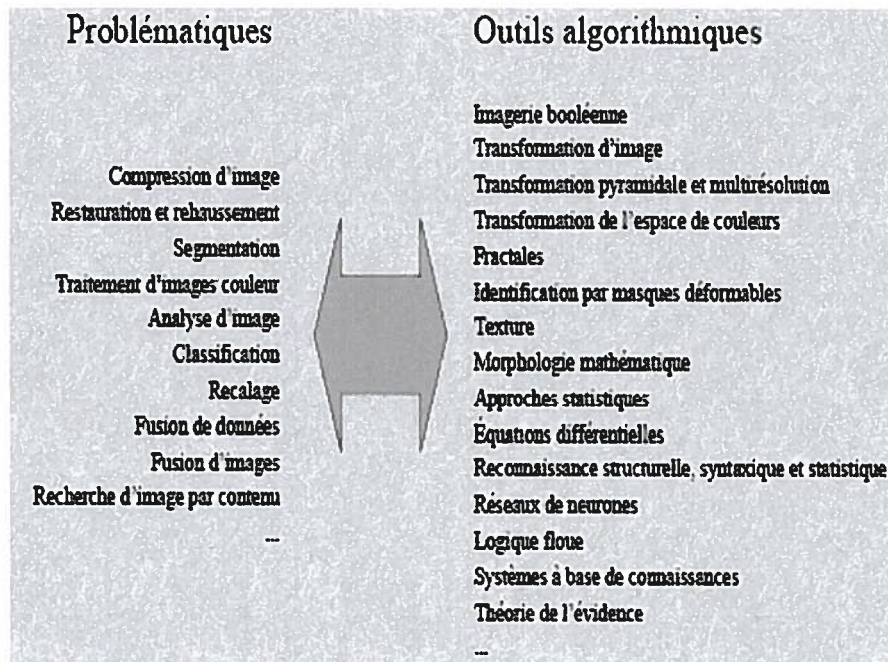 Problématiques
Compression d'image
Restauration et rehaussement
Segmentation
Traitement d'images couleur
Analyse d'image
Classification
Recalage
Fusion de données
Fusion d'images
Recherche d'image par contenu
...
Outils algorithmiques
Imagerie booléenne
Transformation d'image
Transformation pyramidale et multirésolution
Transformation de l'espace de couleurs
Fractales
Identification par masques déformables
Texture
Morphologie mathématique
Approches statistiques
Équations différentielles
Reconnaissance structurelle, syntaxique et statistique
Réseaux de neurones
Logique floue
Systèmes à base de connaissances
Théorie de l'évidence
...